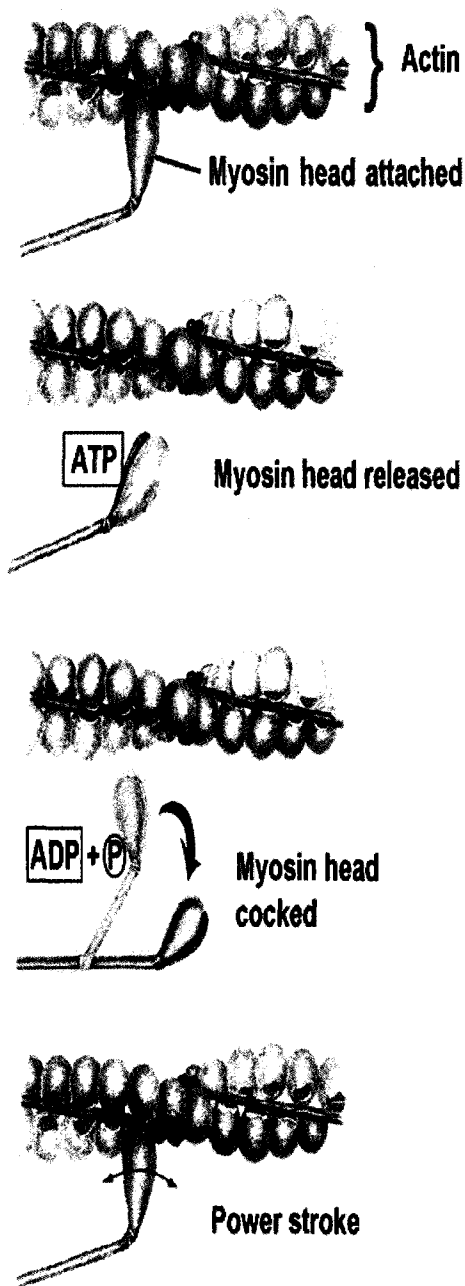 Actin
Myosin head attached
ATP
Myosin head released
ADP + P
Myosin head
cocked
Power stroke